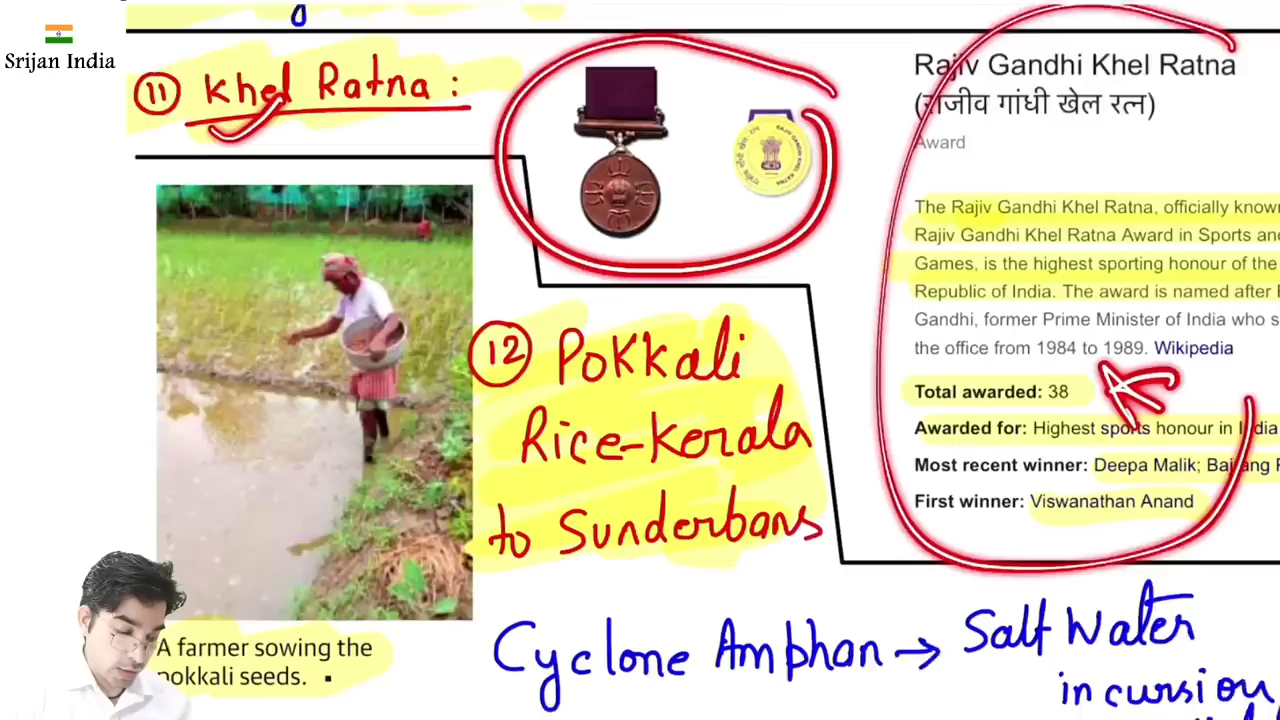 Srijan India
11 Khel Ratna :
Rajiv Gandhi Khel Ratna
(राजीव गांधी खेल रत्न)
Award
The Rajiv Gandhi Khel Ratna, officially known
Rajiv Gandhi Khel Ratna Award in Sports and
Games, is the highest sporting honour of the
Republic of India. The award is named after
Gandhi, former Prime Minister of India who
the office from 1984 to 1989. Wikipedia
Total awarded: 38
Awarded for: Highest sports honour in India
Most recent winner: Deepa Malik; Bajrang
First winner: Viswanathan Anand
RAJIV GANDHI KHEL RATNA
12 Pokkali
Rice-Kerala
to Sunderbans
A farmer sowing the
pokkali seeds.
Cyclone Amphan → Salt Water
incursion